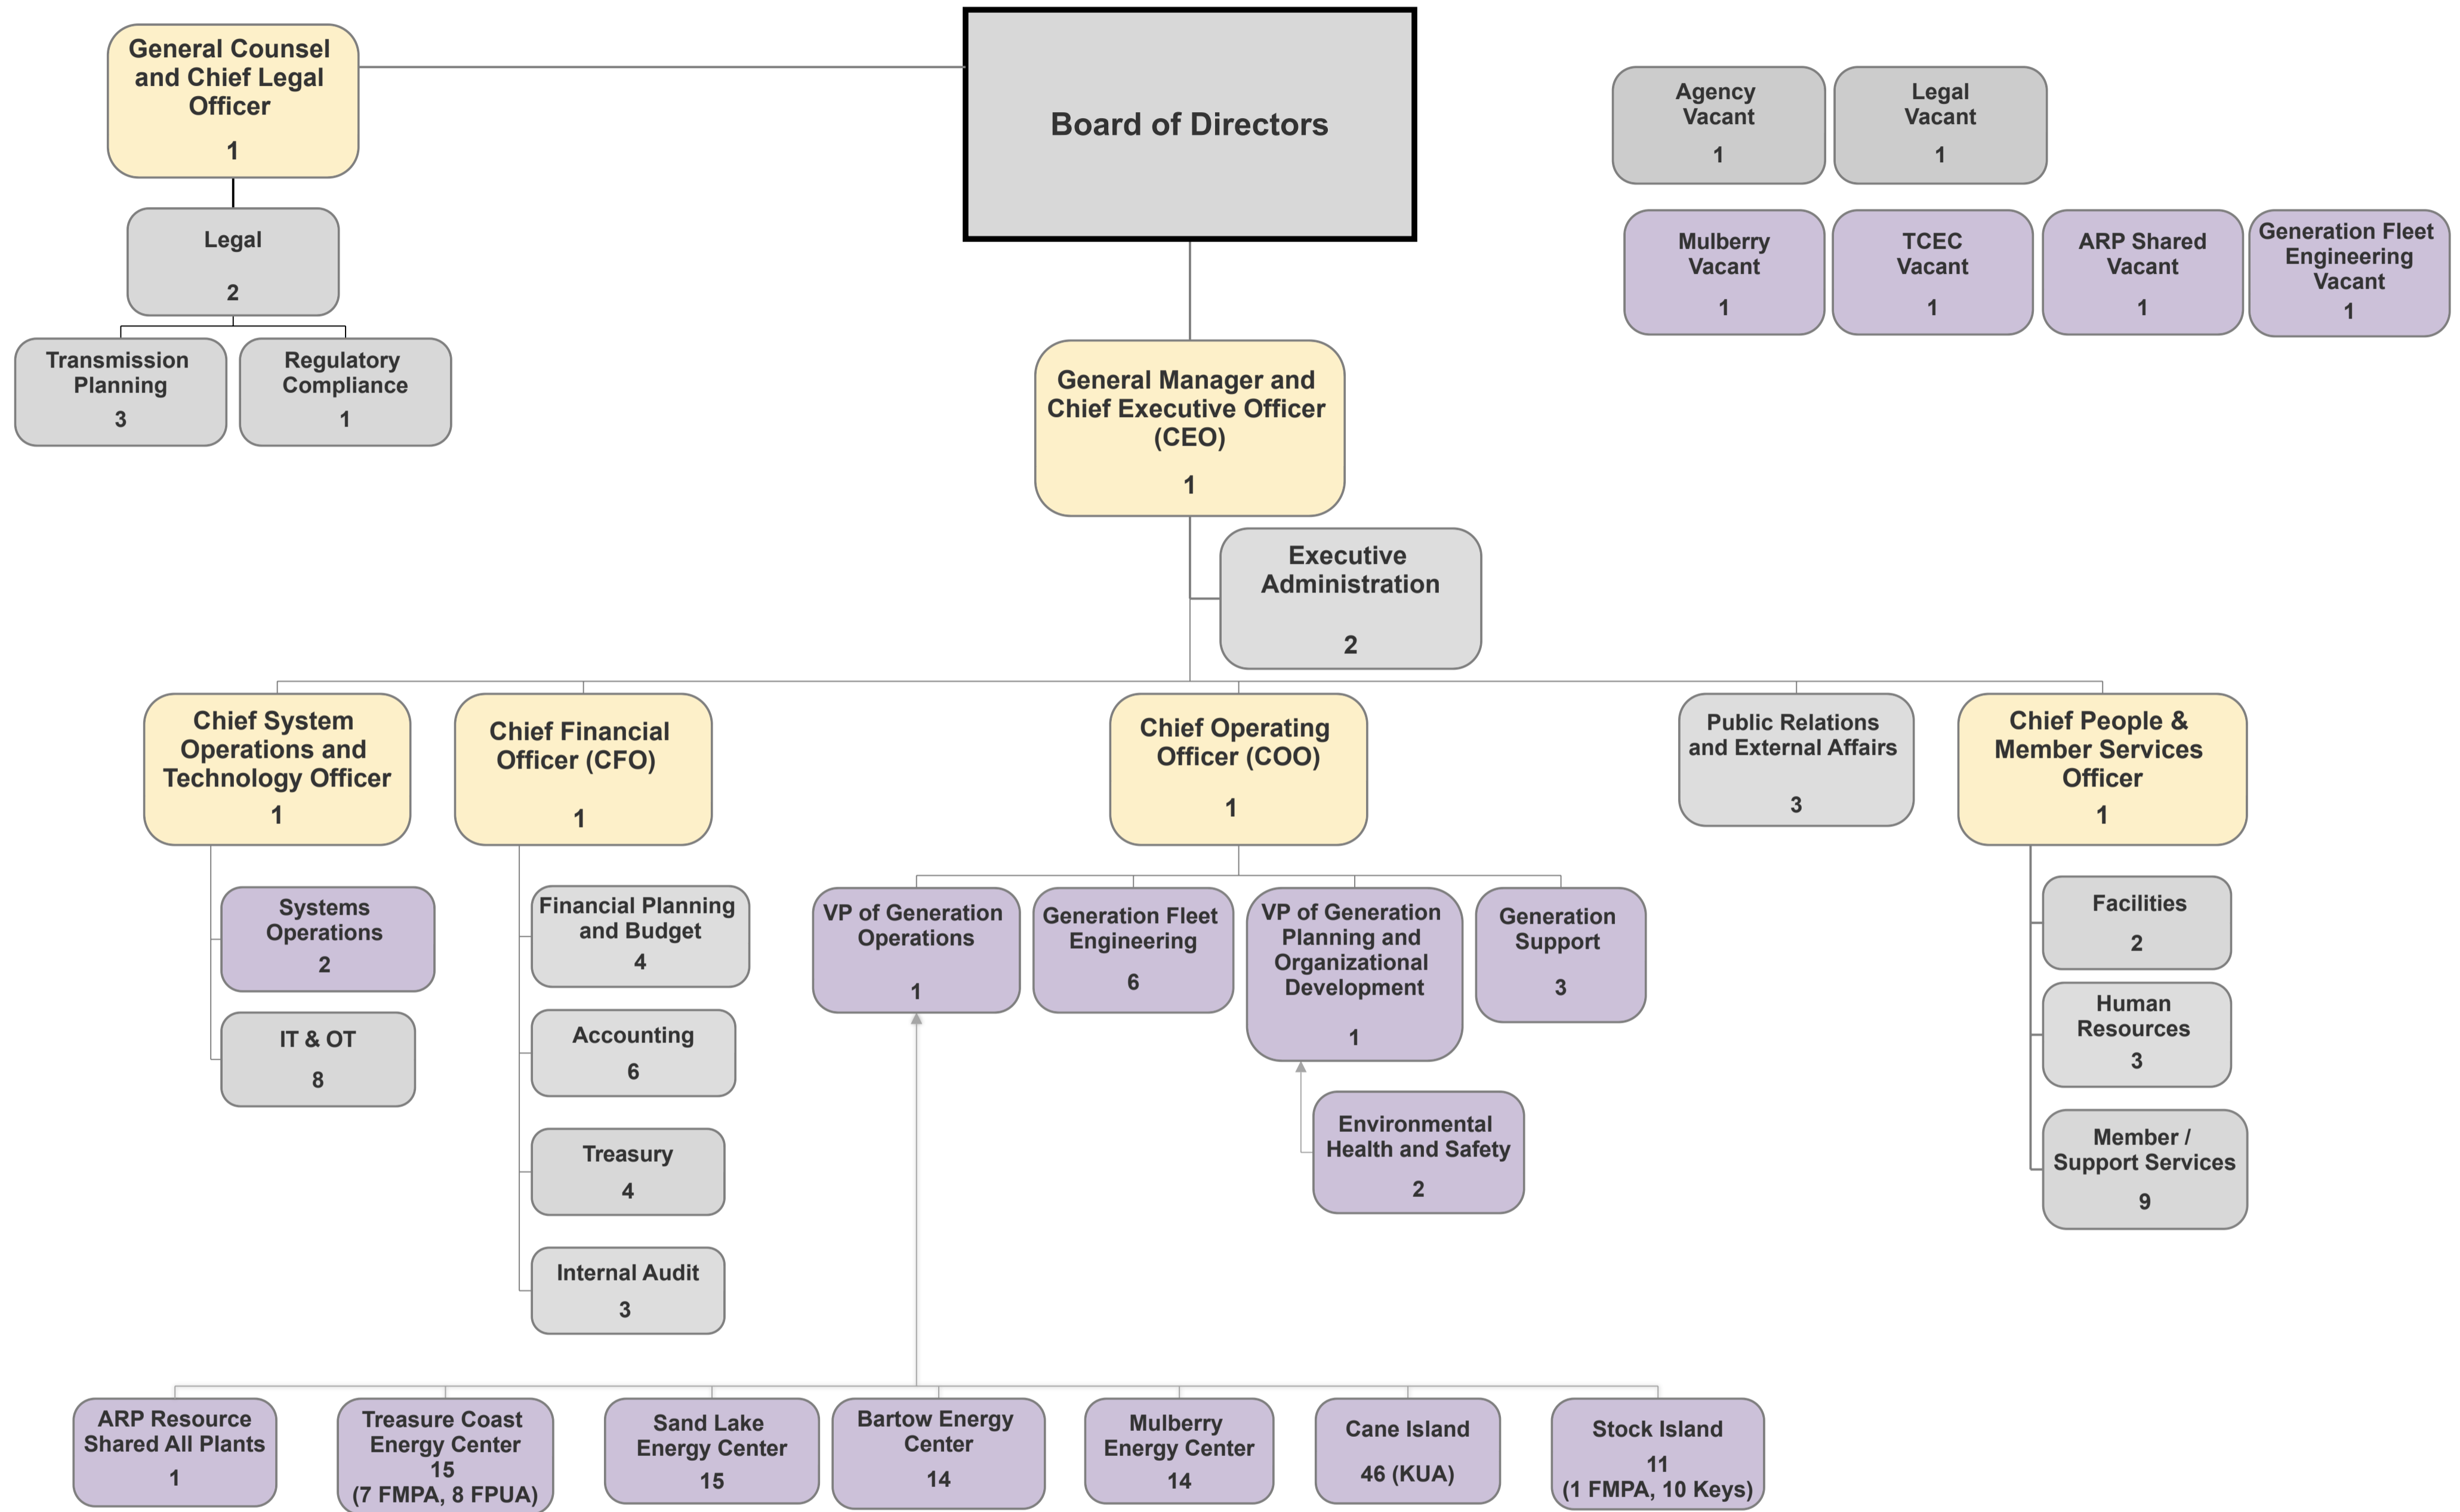 General Counsel
and Chief Legal
Officer
1
Board of Directors
Agency
Vacant
1
Legal
Vacant
1
Mulberry
Vacant
1
TCEC
Vacant
1
ARP Shared
Vacant
1
Generation Fleet
Engineering
Vacant
1
Legal
2
Transmission
Planning
3
Regulatory
Compliance
1
General Manager and
Chief Executive Officer
(CEO)
1
Executive
Administration
2
Chief System
Operations and
Technology Officer
1
Chief Financial
Officer (CFO)
1
Chief Operating
Officer (COO)
1
Public Relations
and External Affairs
3
Chief People &
Member Services
Officer
1
Systems
Operations
2
IT & OT
8
Financial Planning
and Budget
4
Accounting
6
Treasury
4
Internal Audit
3
VP of Generation
Operations
1
Generation Fleet
Engineering
6
VP of Generation
Planning and
Organizational
Development
1
Generation
Support
3
Environmental
Health and Safety
2
Facilities
2
Human
Resources
3
Member /
Support Services
9
ARP Resource
Shared All Plants
1
Treasure Coast
Energy Center
15
(7 FMPA, 8 FPUA)
Sand Lake
Energy Center
15
Bartow Energy
Center
14
Mulberry
Energy Center
14
Cane Island
46 (KUA)
Stock Island
11
(1 FMPA, 10 Keys)